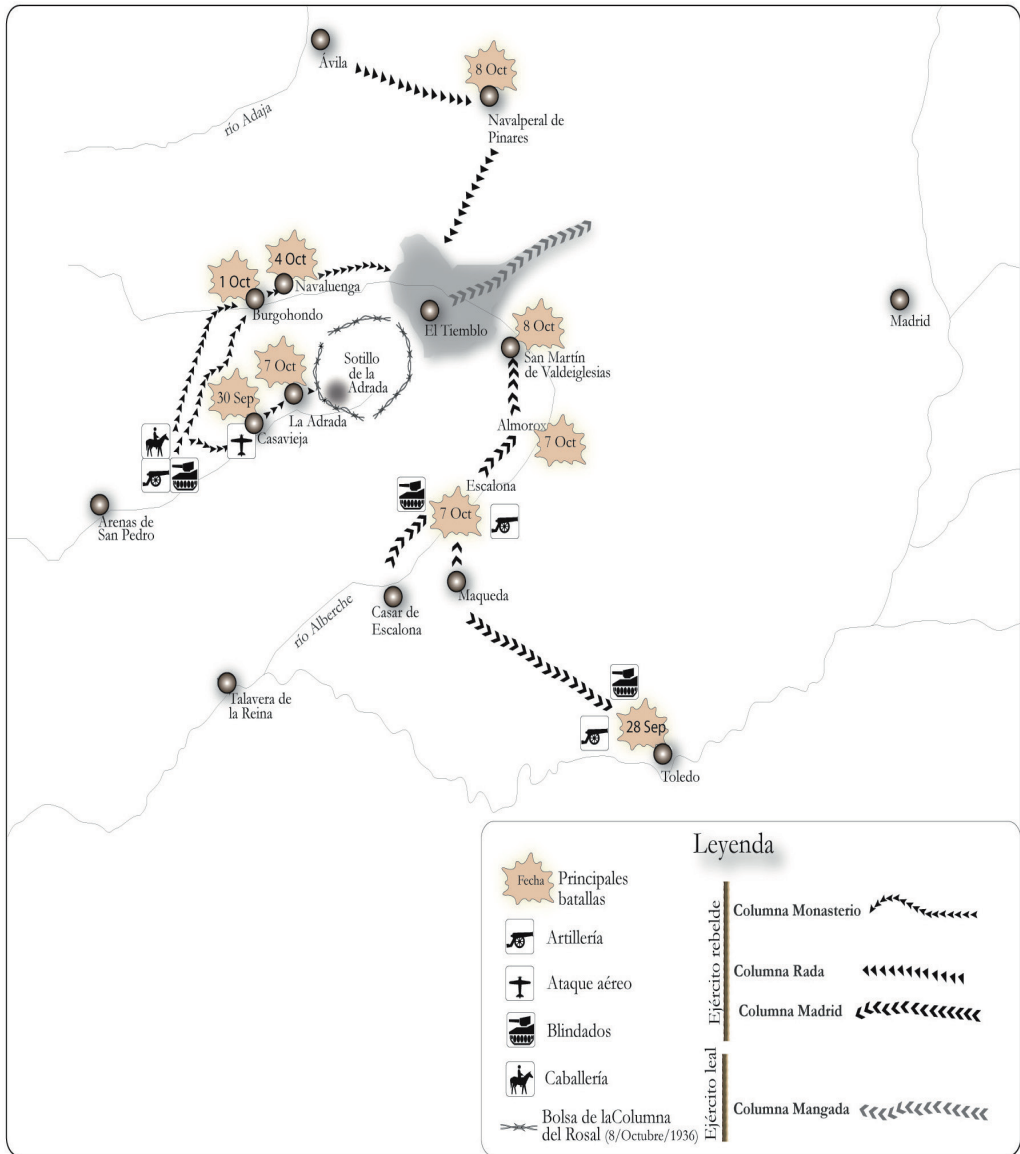 Ávila
8 Oct
Navalperal de
Pinares
río Adaja
4 Oct
1 Oct
Navaluenga
Burgohondo
Madrid
El Tiemblo
8 Oct
San Martín
de Valdeiglesias
Sotillo
de la
Adrada
7 Oct
30 Sep
La Adrada
Casavieja
Almorox
7 Oct
Escalona
Arenas de
San Pedro
7 Oct
Maqueda
Casar de
Escalona
río Alberche
Talavera de
la Reina
28 Sep
Toledo
Leyenda
Fecha
Principales
batallas
Artillería
Ataque aéreo
Blindados
Caballería
Bolsa de laColumna
del Rosal (8/Octubre/1936)
Ejército rebelde
Columna Monasterio
Columna Rada
Columna Madrid
Ejército leal
Columna Mangada